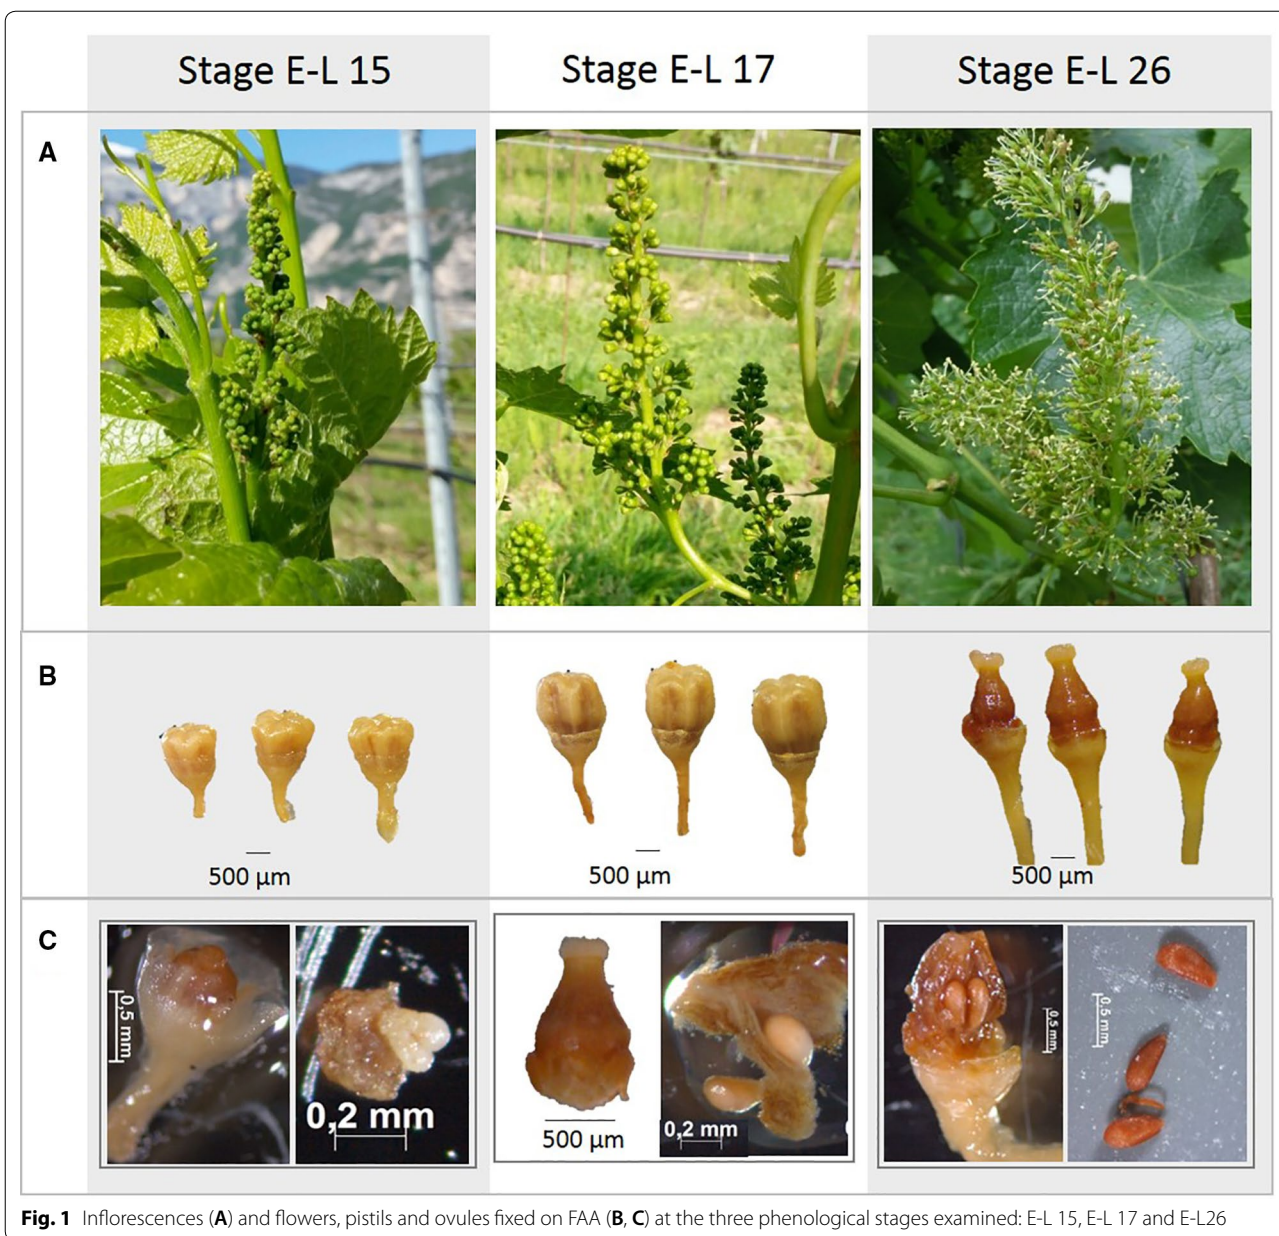 Stage E-L 15
Stage E-L 17
Stage E-L 26
A
B
500 µm
500 µm
500 µm
C
0,5 mm
0,2 mm
500 µm
0,2 mm
0,5 mm
0,5 mm
Fig. 1 Inflorescences (A) and flowers, pistils and ovules fixed on FAA (B, C) at the three phenological stages examined: E-L 15, E-L 17 and E-L26